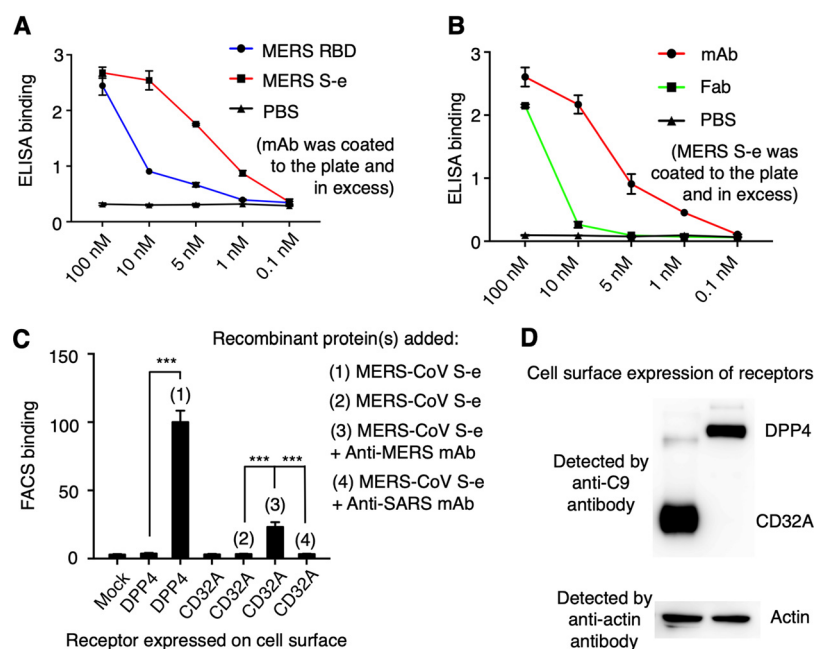 A
ELISA binding
3
2
1
0
100 nM
10 nM
5 nM
1 nM
0.1 nM
MERS RBD
MERS S-e
PBS
(mAb was coated
to the plate and
in excess)
B
ELISA binding
3
2
1
0
100 nM
10 nM
5 nM
1 nM
0.1 nM
mAb
Fab
PBS
(MERS S-e was
coated to the plate
and in excess)
C
Recombinant protein(s) added:
(1) MERS-CoV S-e
(2) MERS-CoV S-e
(3) MERS-CoV S-e
+ Anti-MERS mAb
(4) MERS-CoV S-e
+ Anti-SARS mAb
FACS binding
150
100
50
0
***
(1)
*** ***
(2)
(3)
(4)
Mock
DPP4
DPP4
CD32A
CD32A
CD32A
CD32A
Receptor expressed on cell surface
D
Cell surface expression of receptors
Detected by
anti-C9
antibody
DPP4
CD32A
Detected by
anti-actin
antibody
Actin